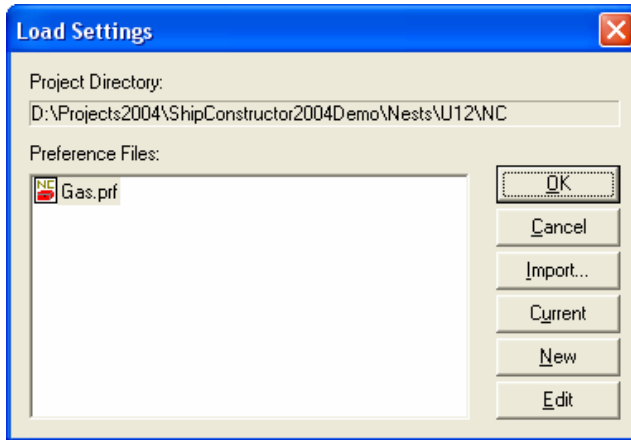 Load Settings
Project Directory:
D:\Projects2004\ShipConstructor2004Demo\Nests\U12\NC
Preference Files:
NC Gas.prf
OK
Cancel
Import...
Current
New
Edit